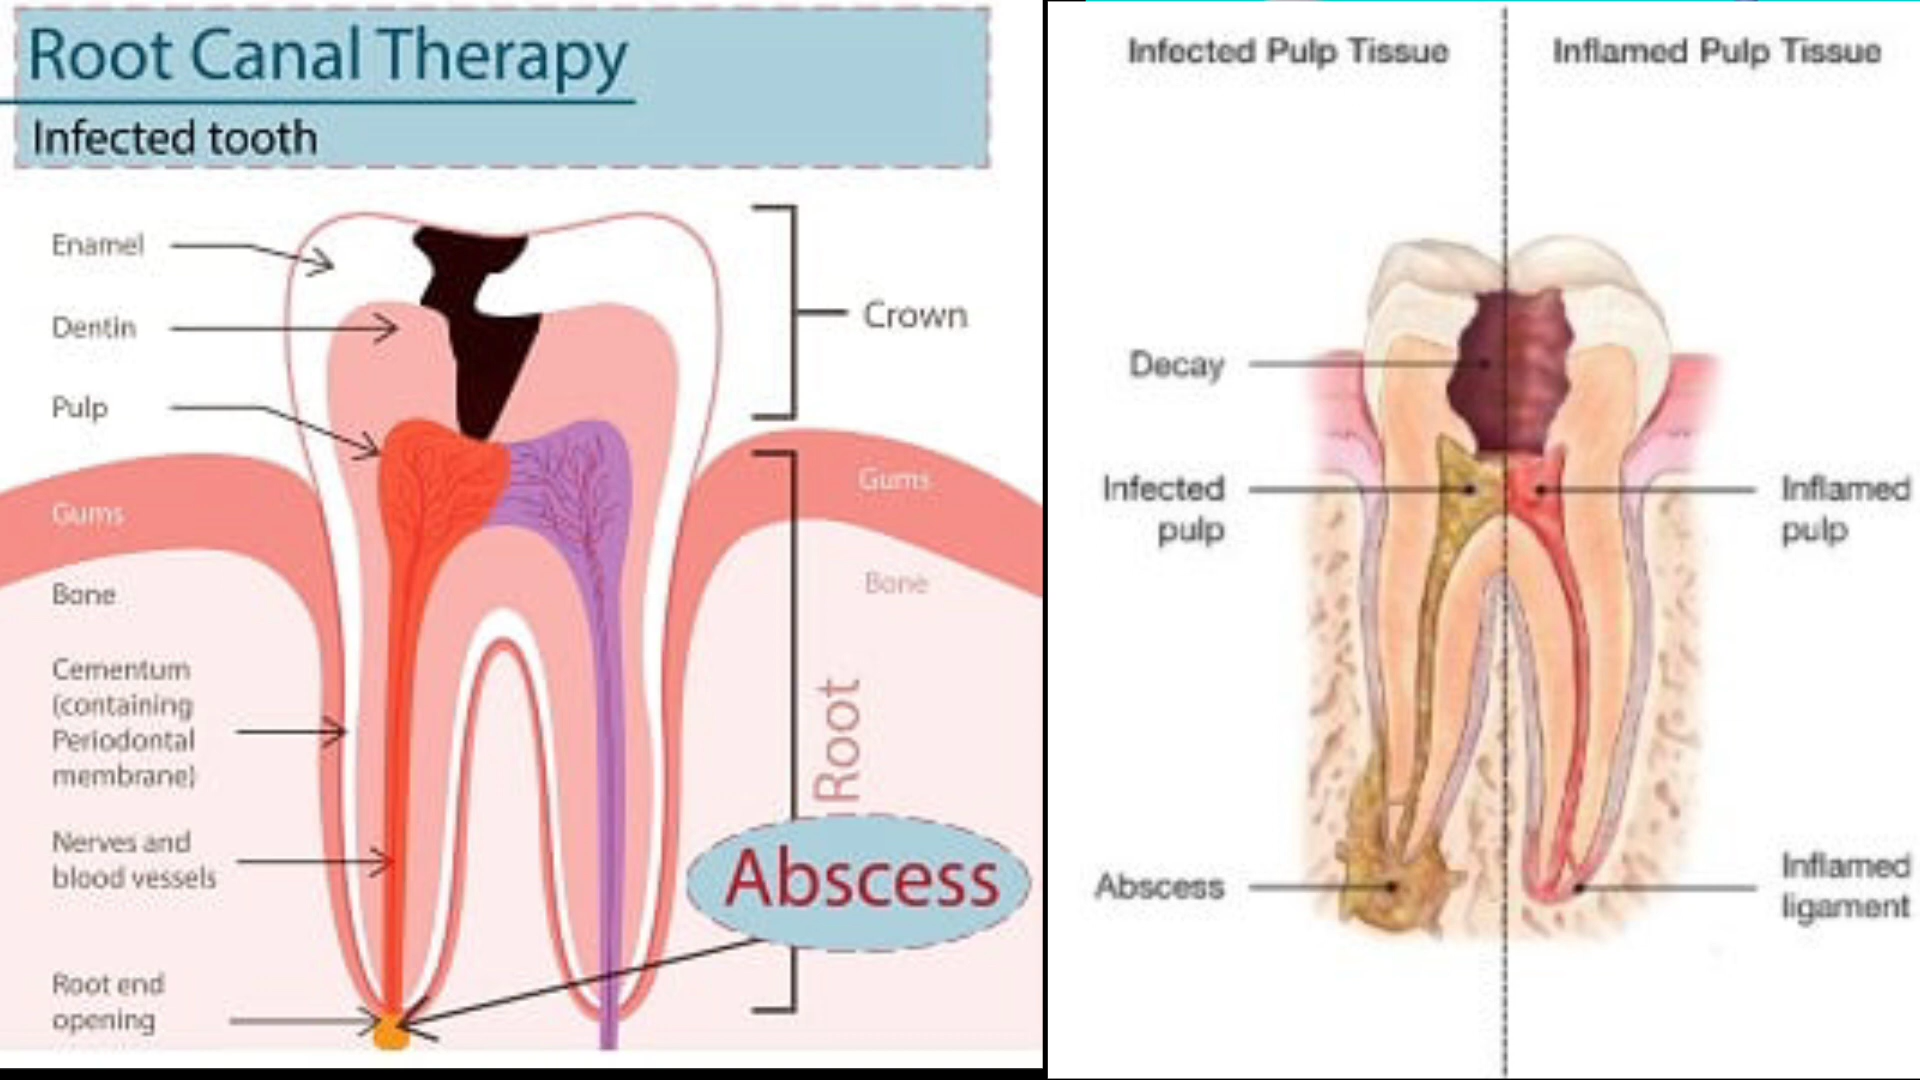 Root Canal Therapy
Infected tooth
Enamel
Dentin
Pulp
Gums
Bone
Cementum
(containing
Periodontal
membrane)
Nerves and
blood vessels
Root end
opening
Crown
Gums
Bone
Root
Abscess
Infected Pulp Tissue
Inflamed Pulp Tissue
Decay
Infected
pulp
Abscess
Inflamed
pulp
Inflamed
ligament